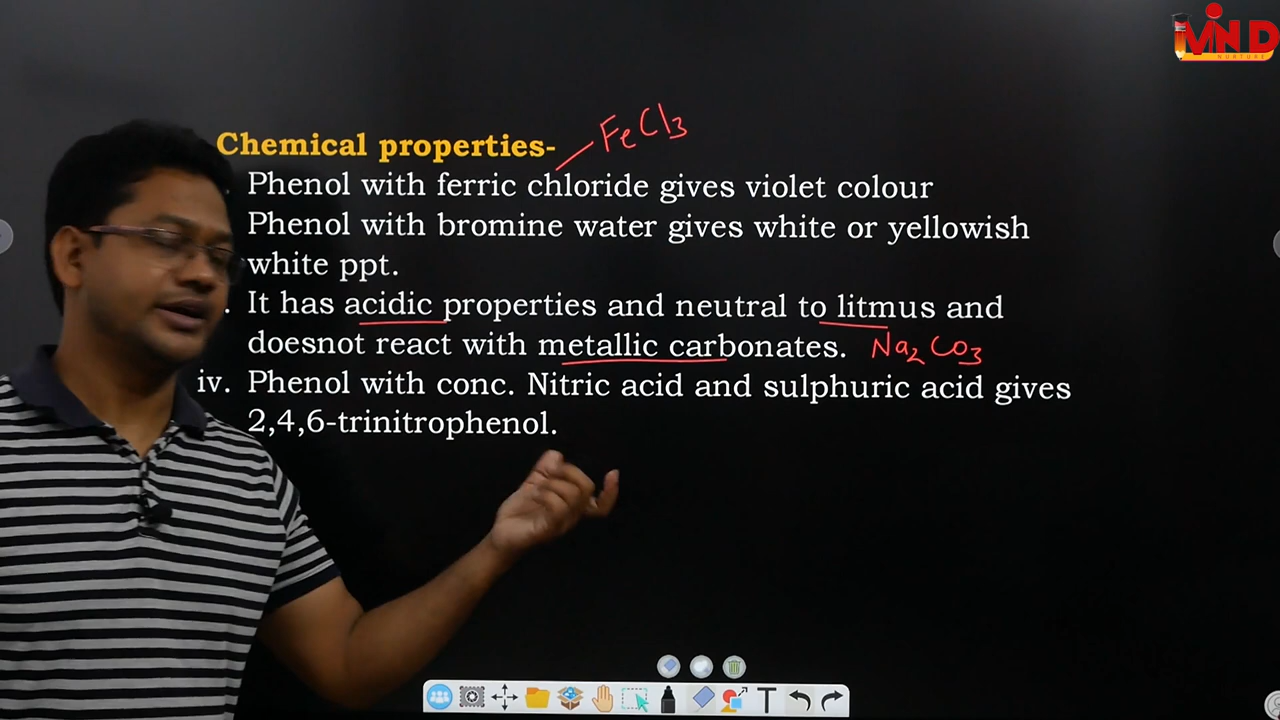 MIND
NURTURE
FeCl3
Chemical properties-
Phenol with ferric chloride gives violet colour
Phenol with bromine water gives white or yellowish
white ppt.
. It has acidic properties and neutral to litmus and
doesnot react with metallic carbonates. Na2CO3
iv. Phenol with conc. Nitric acid and sulphuric acid gives
2,4,6-trinitrophenol.
T